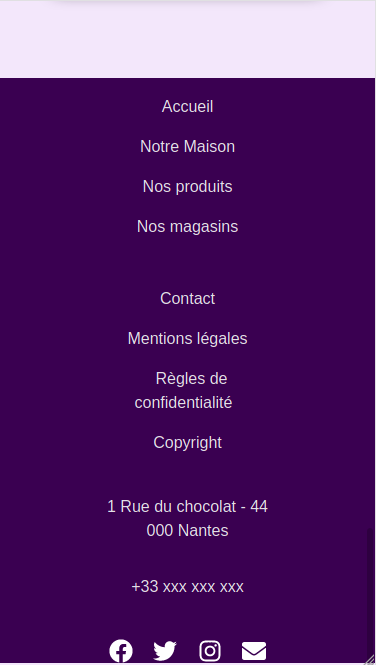 Accueil
Notre Maison
Nos produits
Nos magasins
Contact
Mentions légales
Règles de
confidentialité
Copyright
1 Rue du chocolat - 44
000 Nantes
+33 xxx xxx xxx